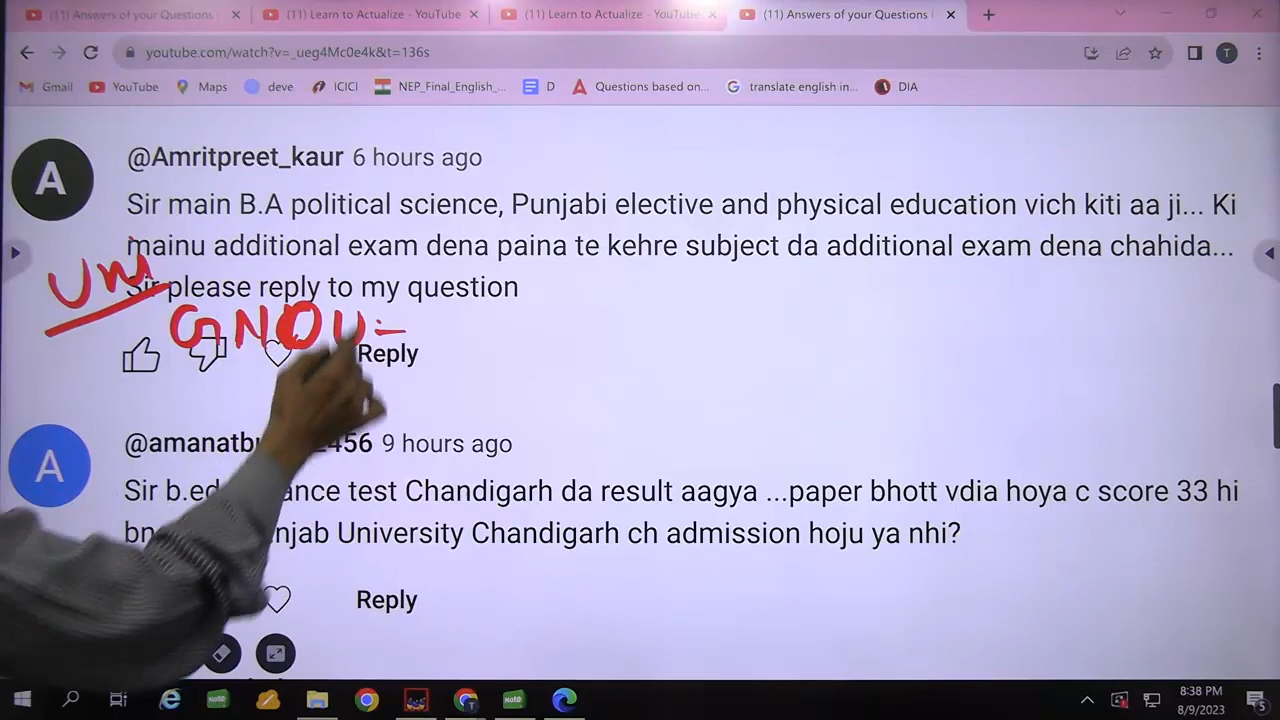 (11) Answers of your Questions
(11) Learn to Actualize - YouTube
(11) Learn to Actualize - YouTube
(11) Answers of your Questions
youtube.com/watch?v=_ueg4Mc0e4k&t=136s
T
Gmail YouTube Maps deve ICICI NEP_Final_English_... D Questions based on... translate english in... DIA
A
@Amritpreet_kaur 6 hours ago
Sir main B.A political science, Punjabi elective and physical education vich kiti aa ji... Ki
mainu additional exam dena paina te kehre subject da additional exam dena chahida...
Sir please reply to my question
Uni
GNDU :-
Reply
A
9 hours ago
Sir test Chandigarh da result aagya ...paper bhott vdia hoya c score 33 hi
University Chandigarh ch admission hoju ya nhi?
Reply
8:38 PM
8/9/2023
5